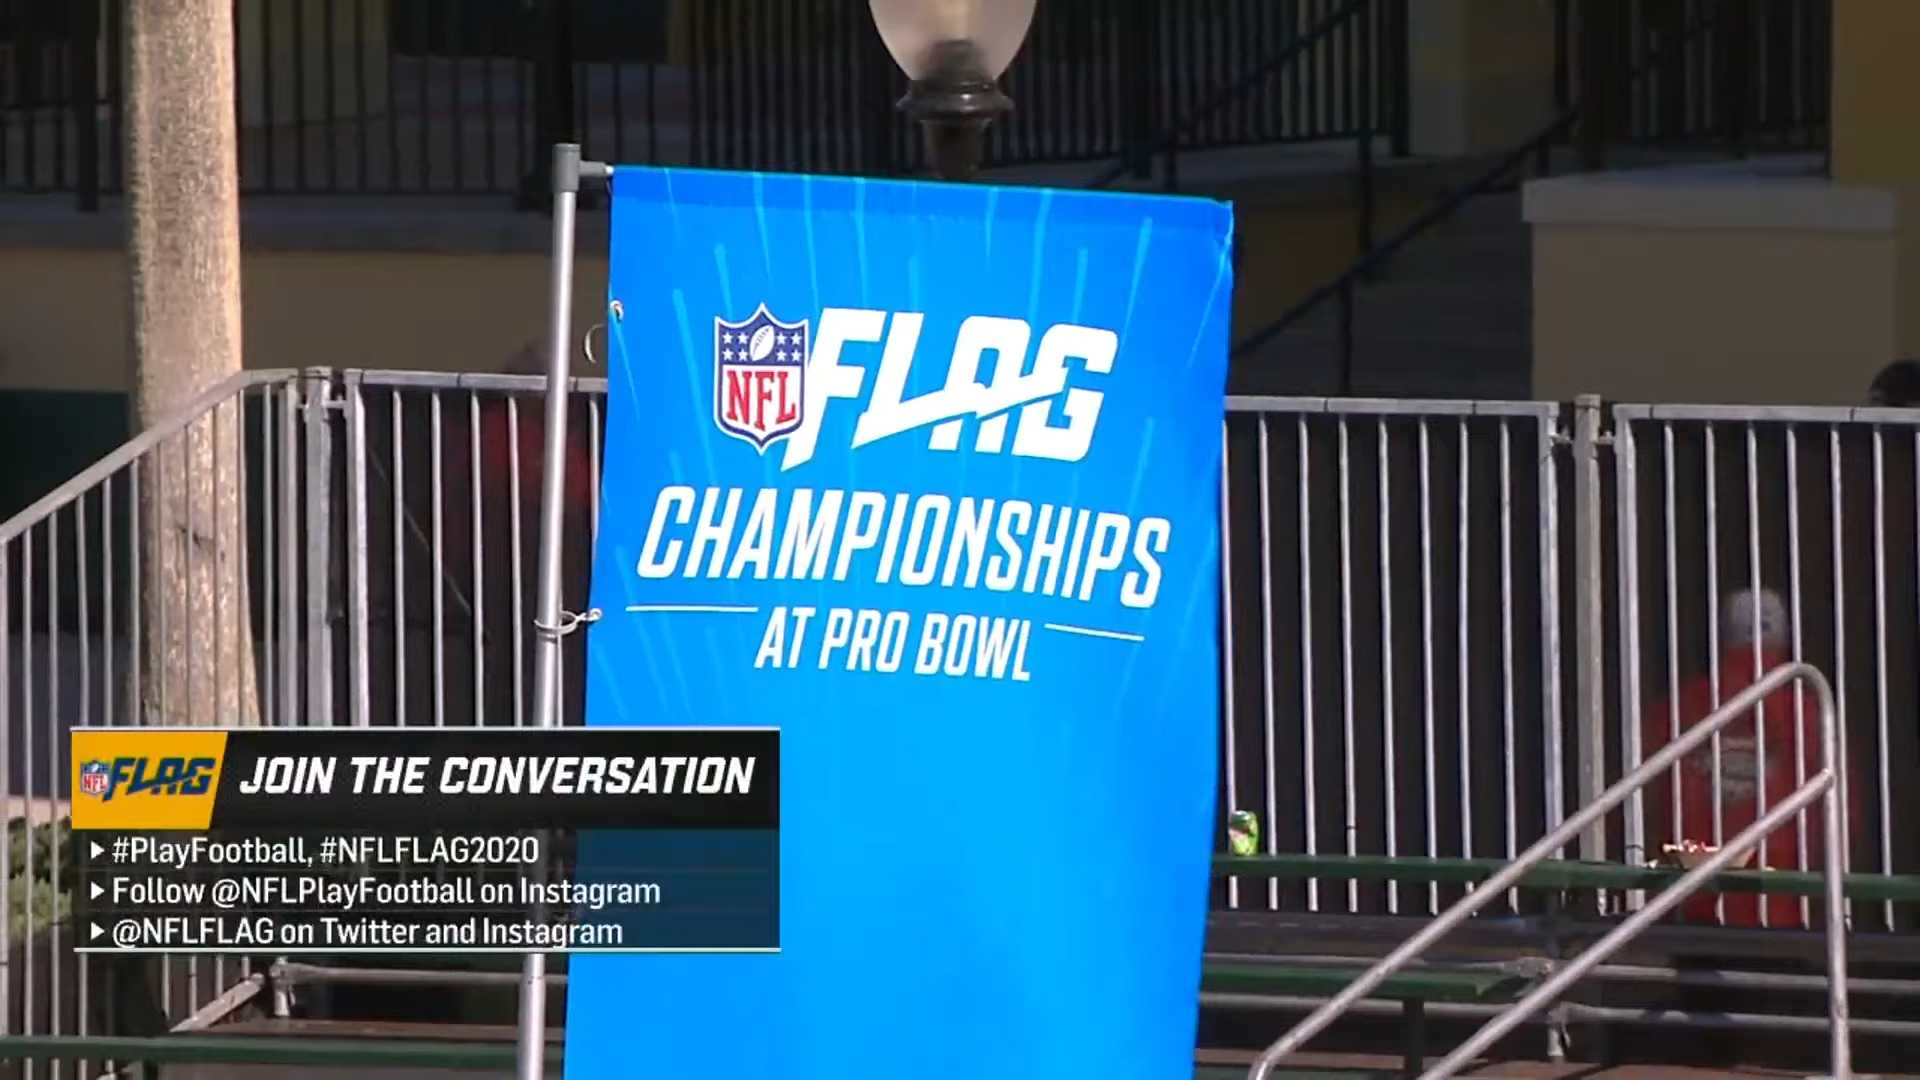 NFL FLAG
CHAMPIONSHIPS
AT PRO BOWL
NFL FLAG JOIN THE CONVERSATION
#PlayFootball, #NFLFLAG2020
Follow @NFLPlayFootball on Instagram
@NFLFLAG on Twitter and Instagram